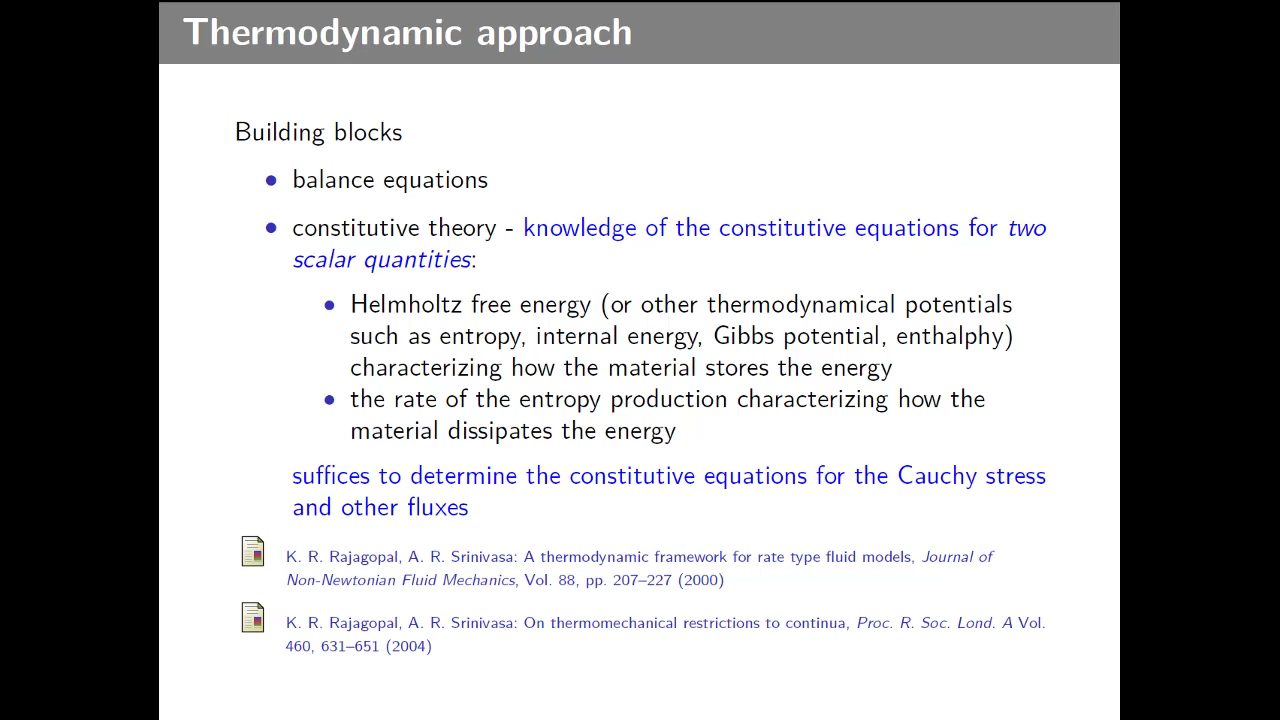 Thermodynamic approach
Building blocks
• balance equations
• constitutive theory - knowledge of the constitutive equations for two
scalar quantities:
• Helmholtz free energy (or other thermodynamical potentials
such as entropy, internal energy, Gibbs potential, enthalphy)
characterizing how the material stores the energy
• the rate of the entropy production characterizing how the
material dissipates the energy
suffices to determine the constitutive equations for the Cauchy stress
and other fluxes
K. R. Rajagopal, A. R. Srinivasa: A thermodynamic framework for rate type fluid models, Journal of
Non-Newtonian Fluid Mechanics, Vol. 88, pp. 207–227 (2000)
K. R. Rajagopal, A. R. Srinivasa: On thermomechanical restrictions to continua, Proc. R. Soc. Lond. A Vol.
460, 631–651 (2004)